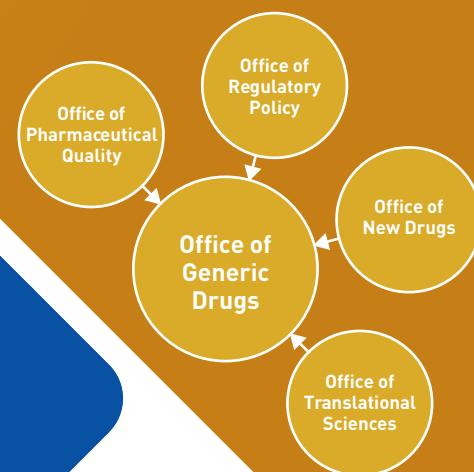 Office of
Regulatory
Policy
Office of
Pharmaceutical
Quality
Office of
New Drugs
Office of
Generic
Drugs
Office of
Translational
Sciences